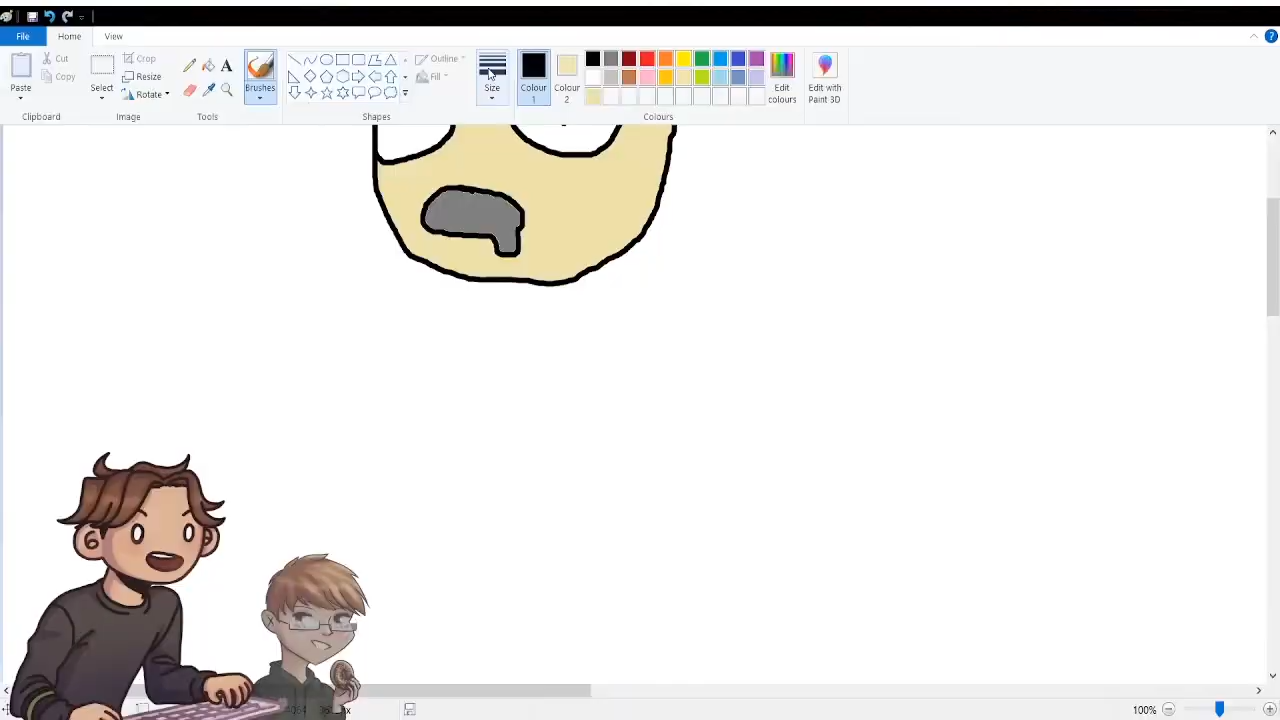 File Home View
Paste
Cut
Copy
Clipboard
Select
Crop
Resize
Rotate
Image
A
Tools
Brushes
Outline
Fill
Shapes
Size
Colour
1
Colour
2
Edit
colours
Edit with
Paint 3D
Colours
?
100%